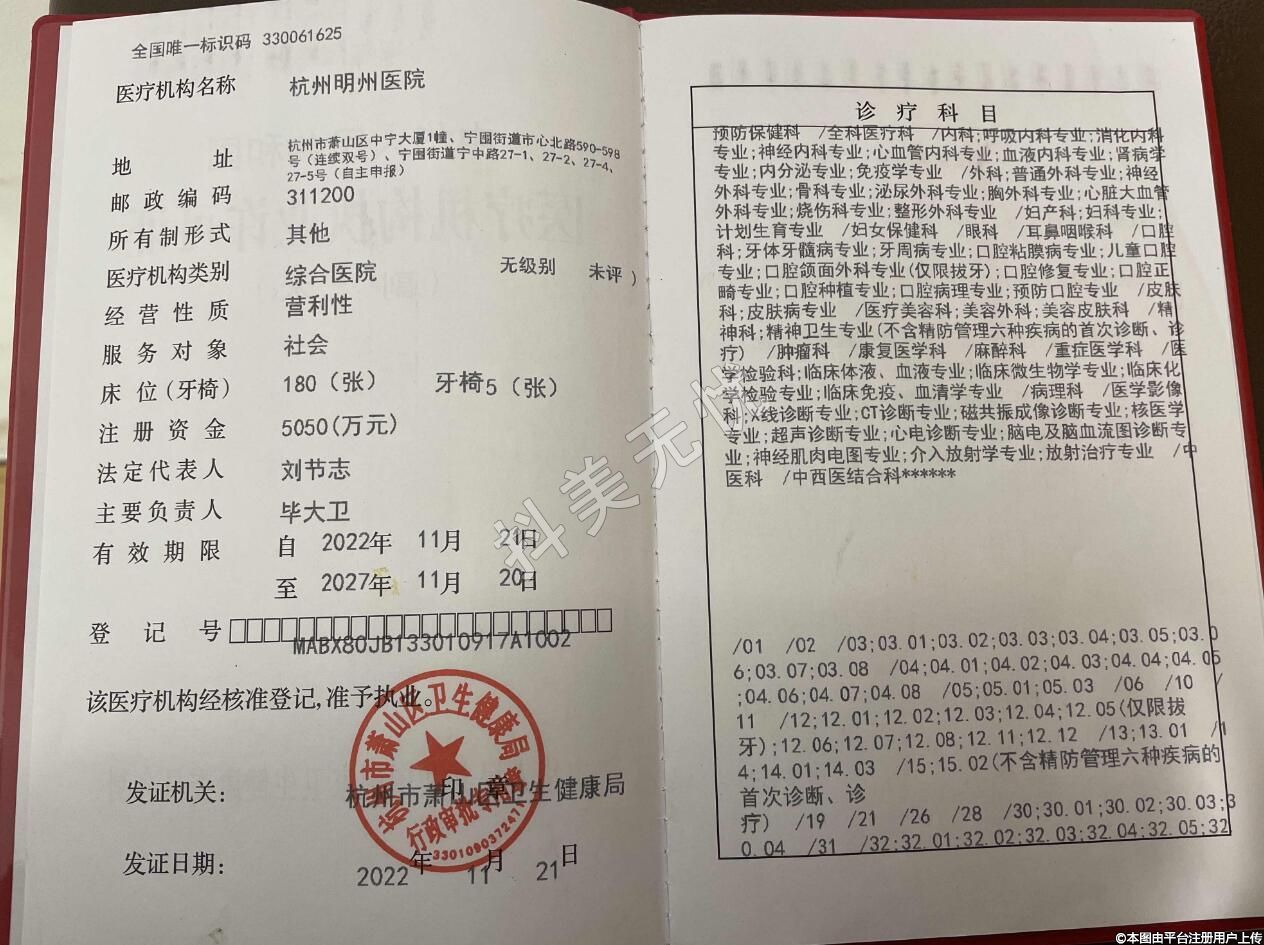 全国唯一标识码 330061625
医疗机构名称 杭州明州医院
地址 杭州市萧山区中宁大厦1幢、宁围街道市心北路590-598
号(连续双号)、宁围街道宁中路27-1、27-2、27-4、
27-5号(自主申报)
邮政编码 311200
所有制形式 其他
医疗机构类别 综合医院 无级别 未评 )
经营性质 营利性
服务对象 社会
床位(牙椅) 180(张) 牙椅5(张)
注册资金 5050(万元)
法定代表人 刘节志
主要负责人 毕大卫
有效期限 自 2022年 11月 21日
至 2027年 11月 20日
登记号
MABX80JB133010917A1002
该医疗机构经核准登记,准予执业。
发证机关: 杭州市萧山区卫生健康局
印章
杭州市萧山区卫生健康局
行政审批专用章
3301090372471
发证日期: 2022年 11月 21日
诊疗科目
预防保健科 /全科医疗科 /内科;呼吸内科专业;消化内科
专业;神经内科专业;心血管内科专业;血液内科专业;肾病学
专业;内分泌专业;免疫学专业 /外科;普通外科专业;神经
外科专业;骨科专业;泌尿外科专业;胸外科专业;心脏大血管
外科专业;烧伤科专业;整形外科专业 /妇产科;妇科专业;
计划生育专业 /妇女保健科 /眼科 /耳鼻咽喉科 /口腔
科;牙体牙髓病专业;牙周病专业;口腔粘膜病专业;儿童口腔
专业;口腔颌面外科专业(仅限拔牙);口腔修复专业;口腔正
畸专业;口腔种植专业;口腔病理专业;预防口腔专业 /皮肤
科;皮肤病专业 /医疗美容科;美容外科;美容皮肤科 /精
神科;精神卫生专业(不含精防管理六种疾病的首次诊断、诊
疗) /肿瘤科 /康复医学科 /麻醉科 /重症医学科 /医
学检验科;临床体液、血液专业;临床微生物学专业;临床化
学检验专业;临床免疫、血清学专业 /病理科 /医学影像
科;X线诊断专业;CT诊断专业;磁共振成像诊断专业;核医学
专业;超声诊断专业;心电诊断专业;脑电及脑血流图诊断专
业;神经肌肉电图专业;介入放射学专业;放射治疗专业 /中
医科 /中西医结合科******
/01 /02 /03;03.01;03.02;03.03;03.04;03.05;03.0
6;03.07;03.08 /04;04.01;04.02;04.03;04.04;04.05
;04.06;04.07;04.08 /05;05.01;05.03 /06 /10 /
11 /12;12.01;12.02;12.03;12.04;12.05(仅限拔
牙);12.06;12.07;12.08;12.11;12.12 /13;13.01 /1
4;14.01;14.03 /15;15.02(不含精防管理六种疾病的
首次诊断、诊
疗) /19 /21 /26 /28 /30;30.01;30.02;30.03;3
0.04 /31 /32;32.01;32.02;32.03;32.04;32.05;32
抖美无忧
©本图由平台注册用户上传